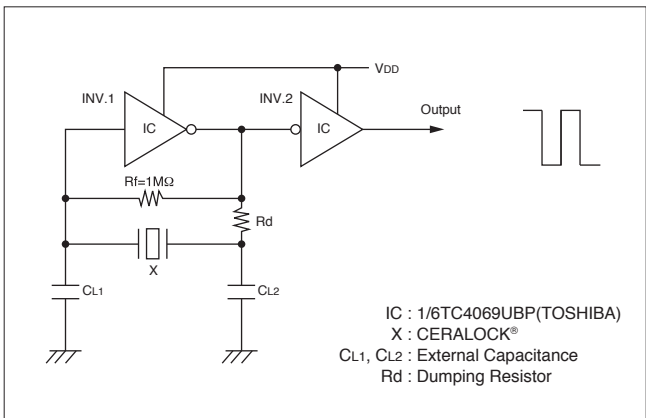 VDD
INV.1
INV.2
Output
IC
IC
Rf=1MΩ
Rd
X
CL1
CL2
IC : 1/6TC4069UBP(TOSHIBA)
X : CERALOCK®
CL1, CL2 : External Capacitance
Rd : Dumping Resistor